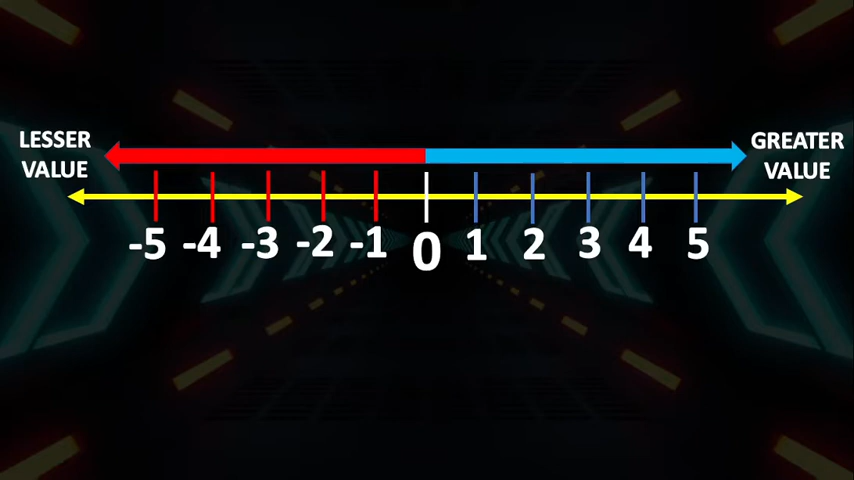 LESSER
VALUE
GREATER
VALUE
-5 -4 -3 -2 -1 0 1 2 3 4 5